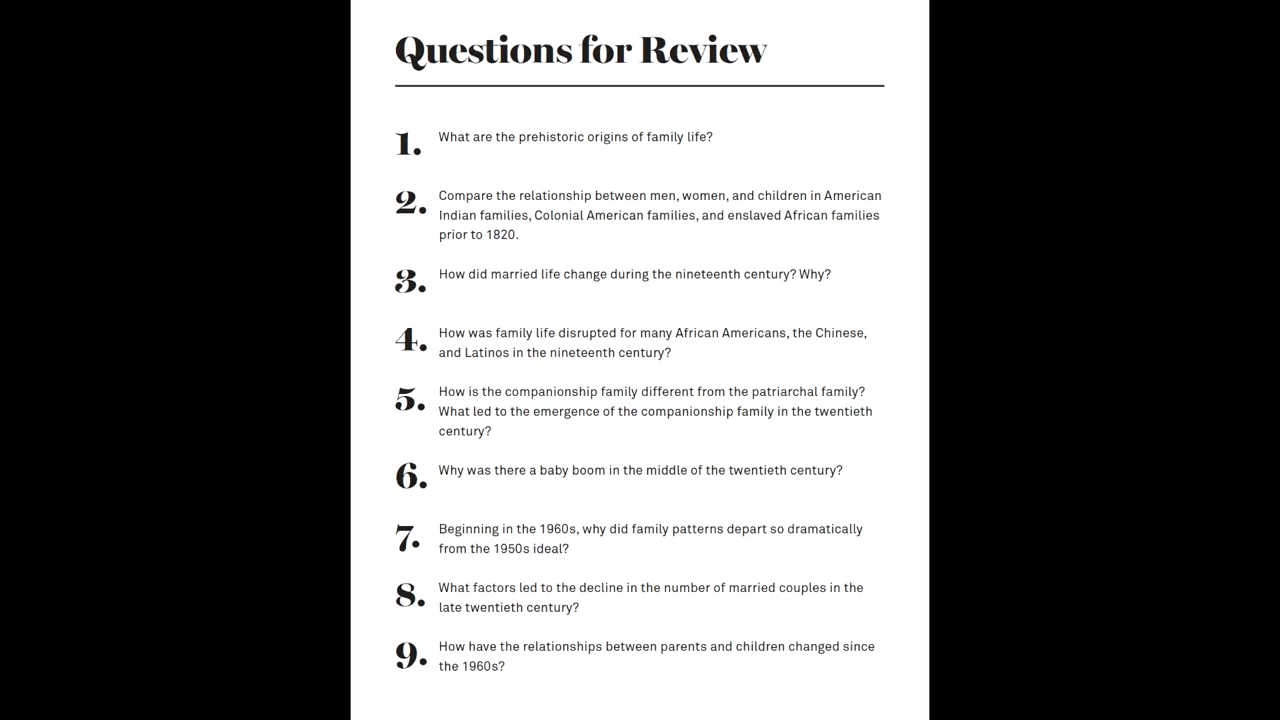 Questions for Review
1. What are the prehistoric origins of family life?
2. Compare the relationship between men, women, and children in American
Indian families, Colonial American families, and enslaved African families
prior to 1820.
3. How did married life change during the nineteenth century? Why?
4. How was family life disrupted for many African Americans, the Chinese,
and Latinos in the nineteenth century?
5. How is the companionship family different from the patriarchal family?
What led to the emergence of the companionship family in the twentieth
century?
6. Why was there a baby boom in the middle of the twentieth century?
7. Beginning in the 1960s, why did family patterns depart so dramatically
from the 1950s ideal?
8. What factors led to the decline in the number of married couples in the
late twentieth century?
9. How have the relationships between parents and children changed since
the 1960s?